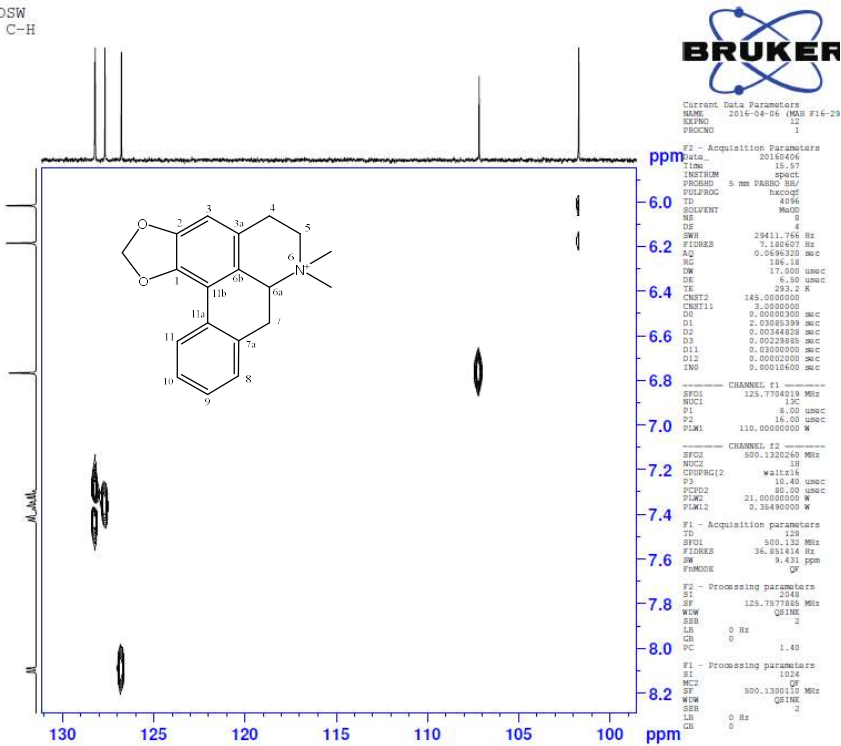 OSW
C-H
BRUKER
Current Data Parameters
NAME 2016-04-06 (MAH F16-29
EXPNO 12
PROCNO 1
F2 - Acquisition Parameters
Date_ 20160406
Time 15.57
INSTRUM spect
PROBHD 5 mm PABBO BB/
PULPROG hxcoqf
TD 4096
SOLVENT MeOD
NS 8
DS 4
SWH 29411.766 Hz
FIDRES 7.180607 Hz
AQ 0.0696320 sec
RG 186.18
DW 17.000 usec
DE 6.50 usec
TE 293.2 K
CNST2 145.0000000
CNST11 3.0000000
D0 0.00000300 sec
D1 2.03085399 sec
D2 0.00344828 sec
D3 0.00229885 sec
D11 0.03000000 sec
D12 0.00002000 sec
IN0 0.00010600 sec
======== CHANNEL f1 ========
SFO1 125.7704019 MHz
NUC1 13C
P1 8.00 usec
P2 16.00 usec
PLW1 110.00000000 W
======== CHANNEL f2 ========
SFO2 500.1320260 MHz
NUC2 1H
CPDPRG[2 waltz16
P3 10.40 usec
PCPD2 80.00 usec
PLW2 21.00000000 W
PLW12 0.35490000 W
F1 - Acquisition parameters
TD 128
SFO1 500.132 MHz
FIDRES 36.851414 Hz
SW 9.431 ppm
FnMODE QF
F2 - Processing parameters
SI 2048
SF 125.7577885 MHz
WDW QSINE
SSB 2
LB 0 Hz
GB 0
PC 1.40
F1 - Processing parameters
SI 1024
MC2 QF
SF 500.1300110 MHz
WDW QSINE
SSB 2
LB 0 Hz
GB 0
ppm
6.0
6.2
6.4
6.6
6.8
7.0
7.2
7.4
7.6
7.8
8.0
8.2
130 125 120 115 110 105 100 ppm
3 4
O 2 3a 5
6 N+
1 6b
O 11b 6a
11a 7
11 7a
10 8
9